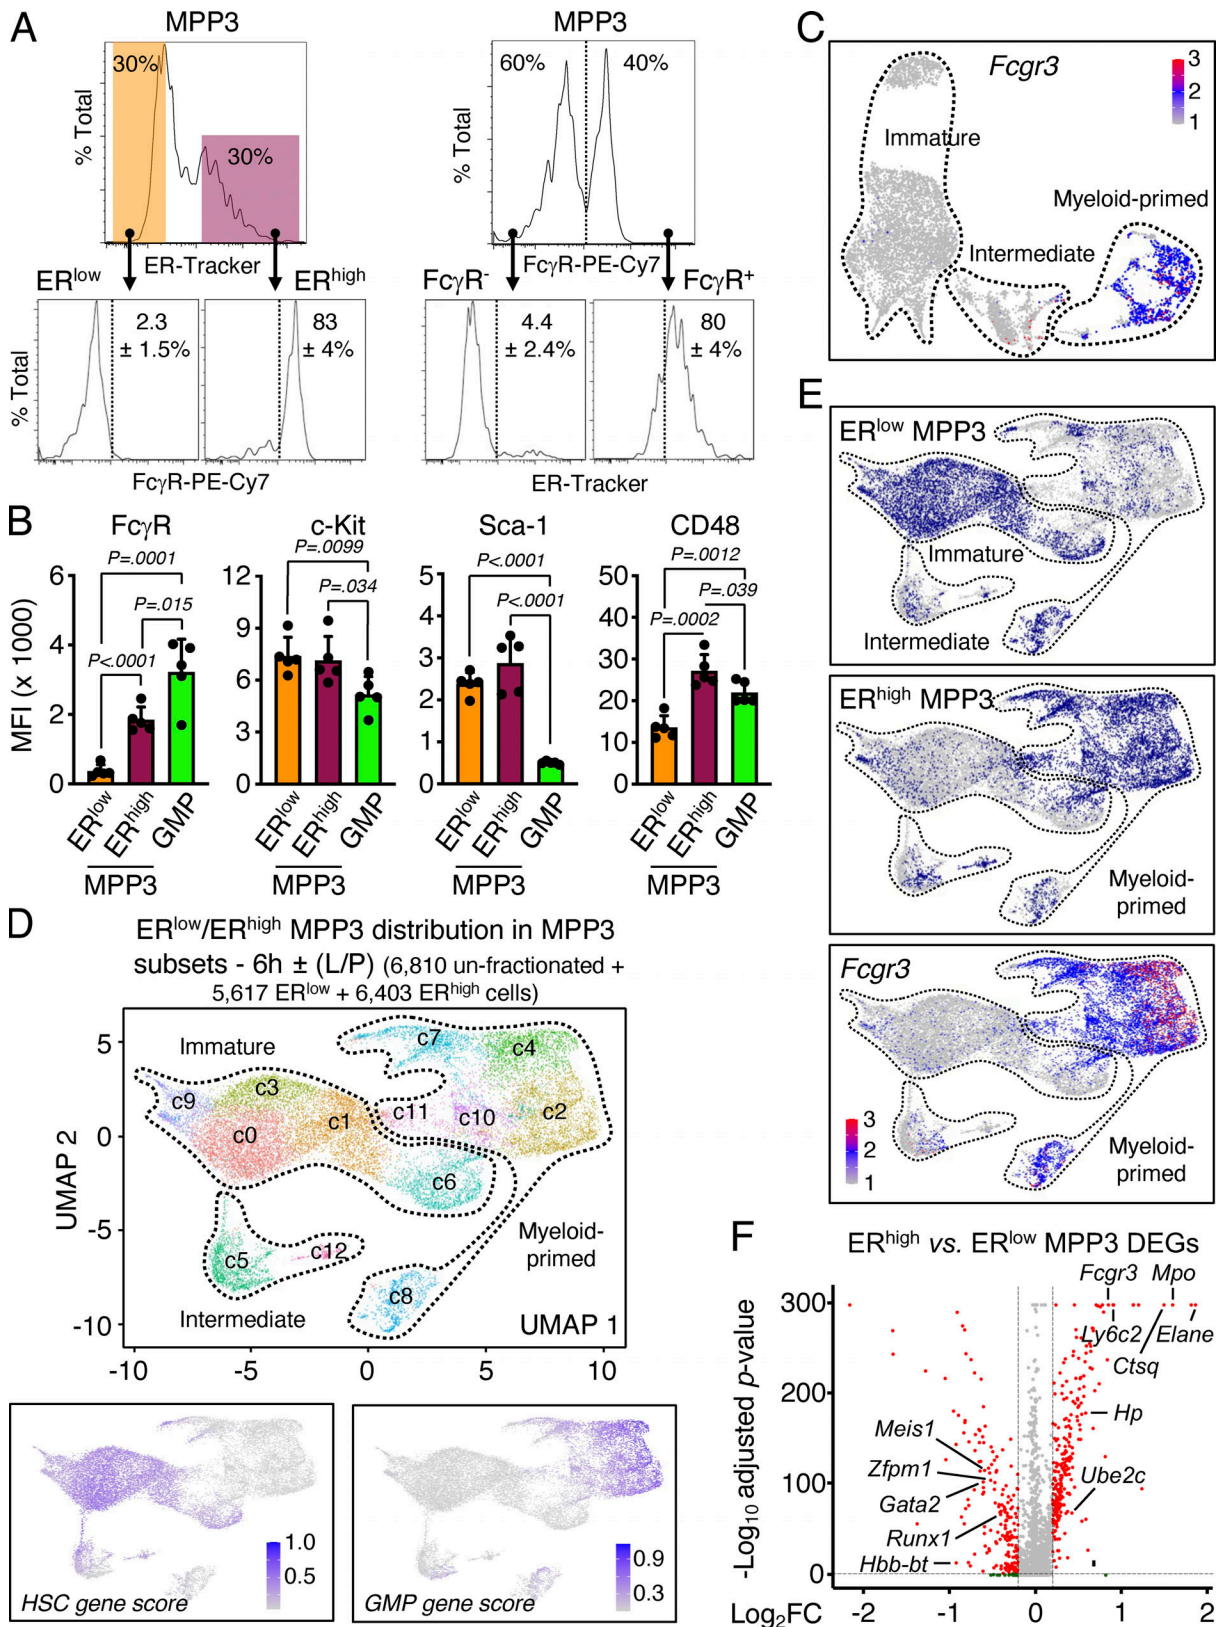 A
MPP3
30%
30%
% Total
ER-Tracker
MPP3
60%
40%
% Total
FcγR-PE-Cy7
ERlow
ERhigh
2.3
± 1.5%
83
± 4%
% Total
FcγR-PE-Cy7
FcγR-
FcγR+
4.4
± 2.4%
80
± 4%
ER-Tracker
B
FcγR
P=.0001
P=.015
P<.0001
MFI (x 1000)
6
4
2
0
ERlow
ERhigh
GMP
MPP3
c-Kit
P=.0099
P=.034
12
9
6
3
0
ERlow
ERhigh
GMP
MPP3
Sca-1
P<.0001
P<.0001
5
4
3
2
1
0
ERlow
ERhigh
GMP
MPP3
CD48
P=.0012
P=.039
P=.0002
50
40
30
20
10
0
ERlow
ERhigh
GMP
MPP3
C
Fcgr3
3
2
1
Immature
Myeloid-primed
Intermediate
D
ERlow/ERhigh MPP3 distribution in MPP3
subsets - 6h ± (L/P) (6,810 un-fractionated +
5,617 ERlow + 6,403 ERhigh cells)
UMAP 2
5
0
-5
-10
Immature
c7
c4
c9
c3
c1
c11
c10
c2
c0
c6
c5
c12
c8
Myeloid-
primed
Intermediate
UMAP 1
-10
-5
0
5
10
1.0
0.5
HSC gene score
0.9
0.3
GMP gene score
E
ERlow MPP3
Immature
Intermediate
ERhigh MPP3
Myeloid-
primed
Fcgr3
3
2
1
Myeloid-
primed
F
ERhigh vs. ERlow MPP3 DEGs
Fcgr3
Mpo
Ly6c2
Elane
Ctsq
Hp
Meis1
Zfpm1
Gata2
Ube2c
Runx1
Hbb-bt
-Log10 adjusted p-value
300
200
100
0
Log2FC
-2
-1
0
1
2